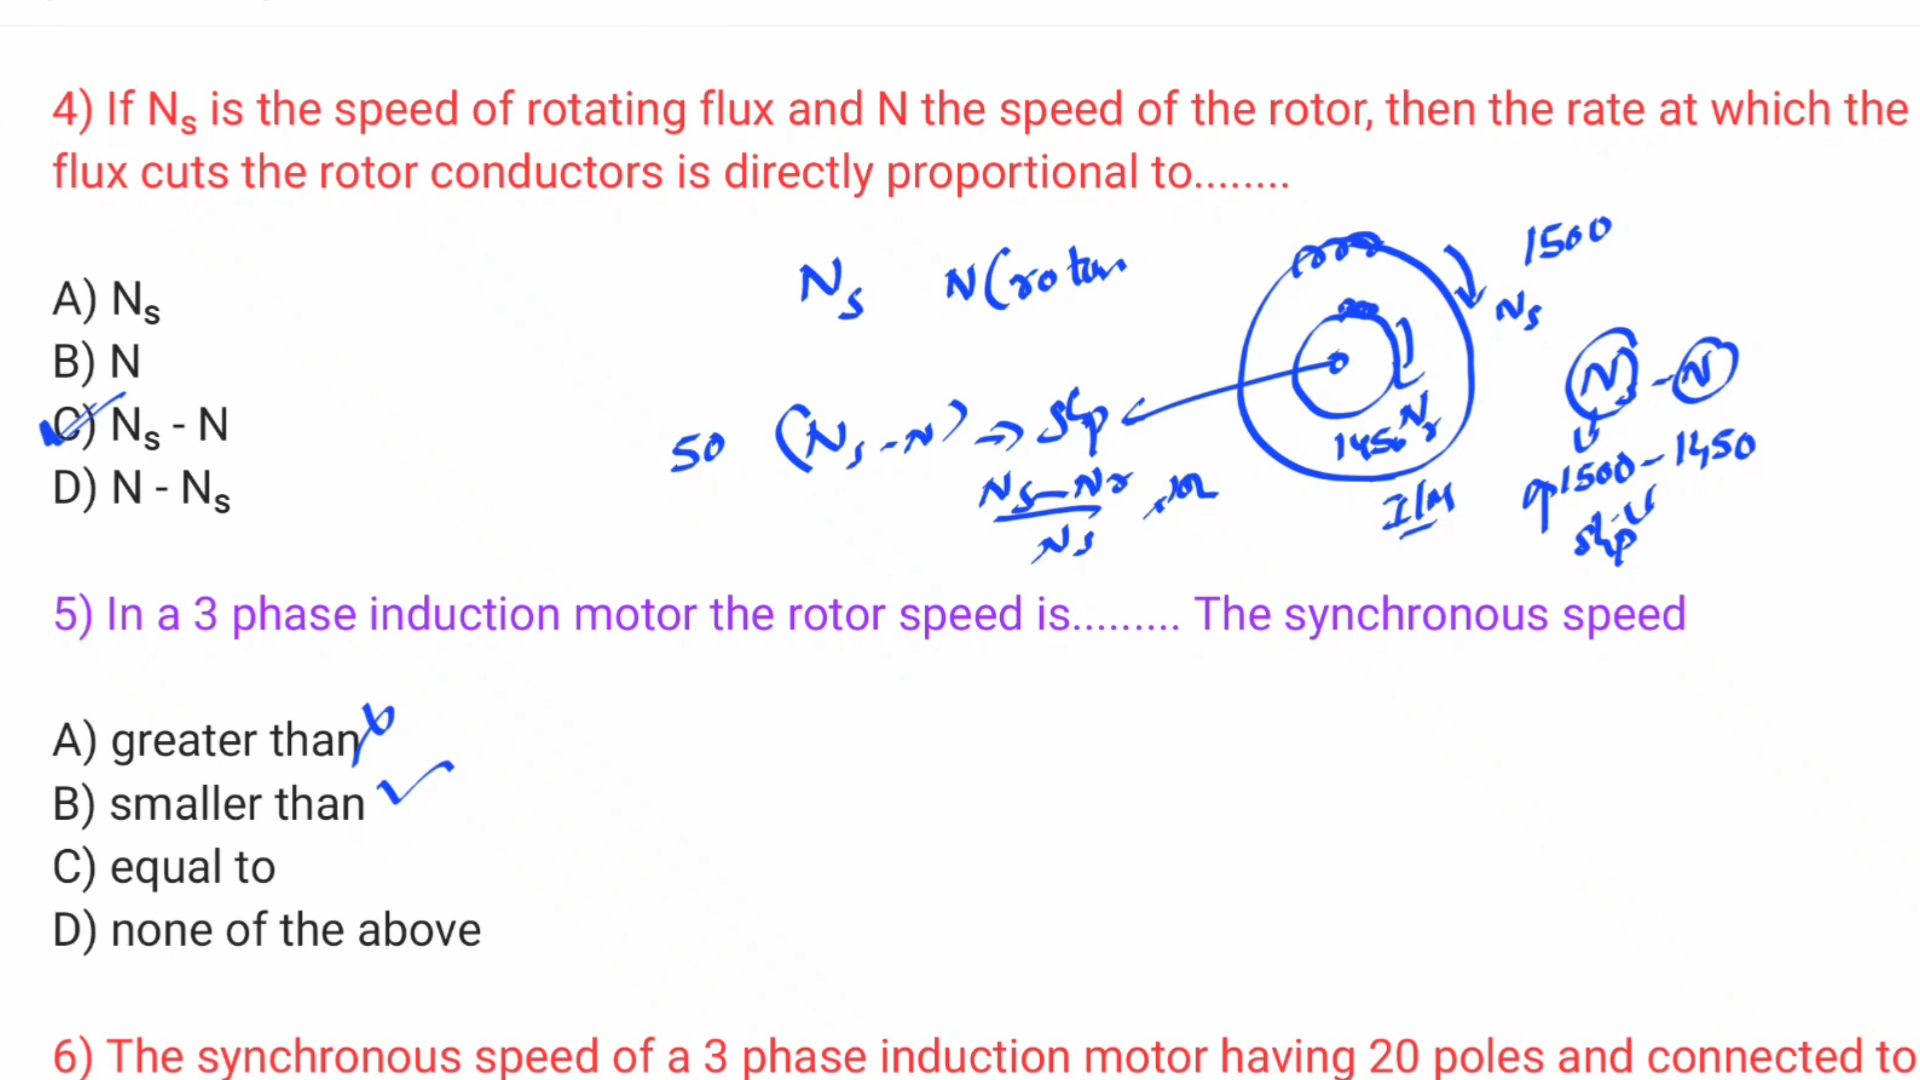 4) If Ns is the speed of rotating flux and N the speed of the rotor, then the rate at which the
flux cuts the rotor conductors is directly proportional to........
1500
Ns N(rotor
Ns
A) Ns
B) N
C) Ns - N
D) N - Ns
Ns - N
50 (Ns - N) → slip
Nr
1450
1500 - 1450
Ns - Nr
Ns
I/M
slip
5) In a 3 phase induction motor the rotor speed is......... The synchronous speed
A) greater than
B) smaller than
C) equal to
D) none of the above
6) The synchronous speed of a 3 phase induction motor having 20 poles and connected to